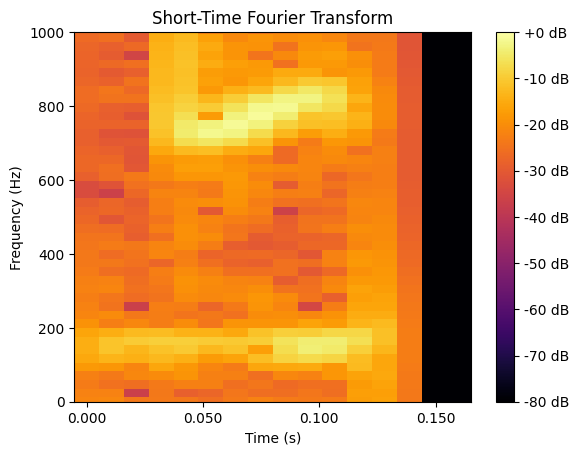 Short-Time Fourier Transform
1000
800
600
400
200
0
Frequency (Hz)
0.000
0.050
0.100
0.150
Time (s)
+0 dB
-10 dB
-20 dB
-30 dB
-40 dB
-50 dB
-60 dB
-70 dB
-80 dB